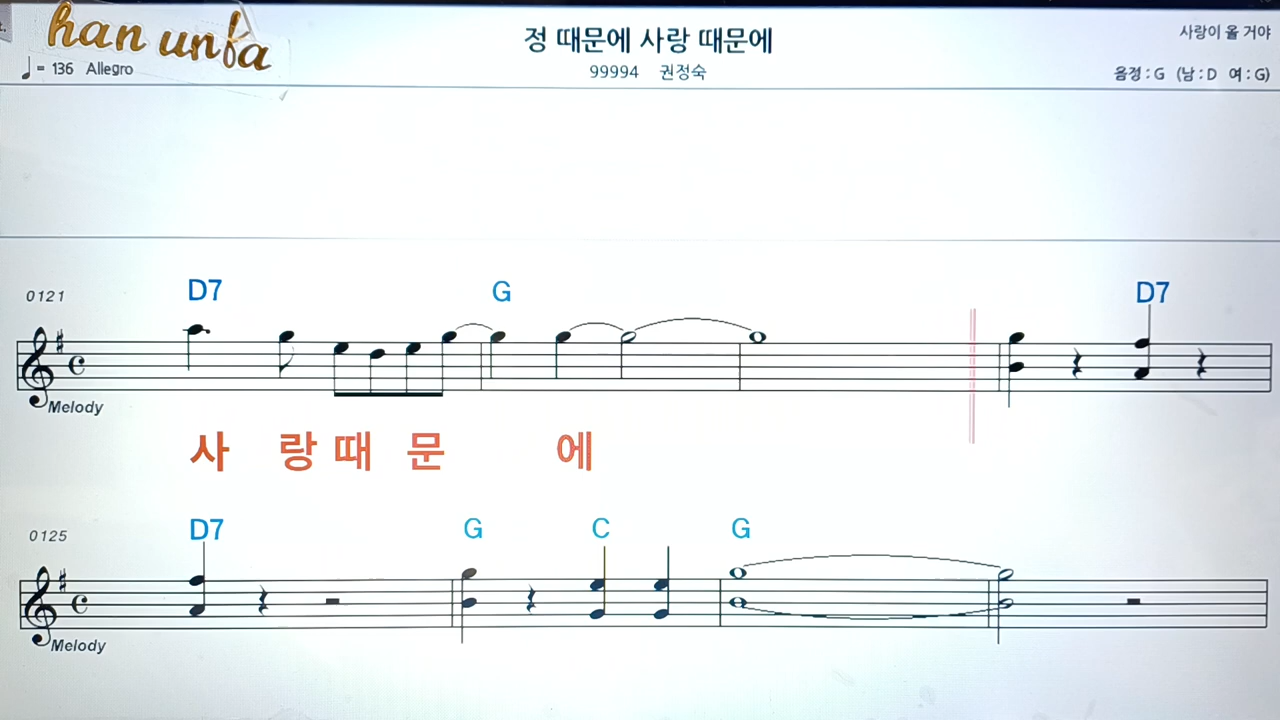 han unfa
정 때문에 사랑 때문에
사랑이 올 거야
♩= 136 Allegro
99994 권정숙
음정 : G (남 : D 여 : G)
0121
D7 G D7
Melody
사 랑 때 문 에
0125
D7 G C G
Melody